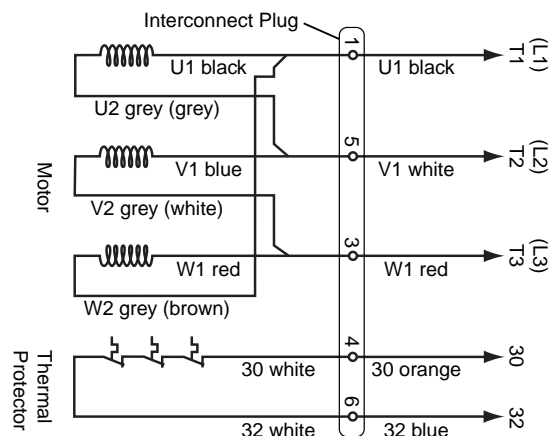 Interconnect Plug
1
U1 black
U1 black
T1 (L1)
U2 grey (grey)
5
V1 blue
V1 white
T2 (L2)
V2 grey (white)
Motor
3
W1 red
W1 red
T3 (L3)
W2 grey (brown)
4
30 white
30 orange
30
Thermal
Protector
6
32 white
32 blue
32